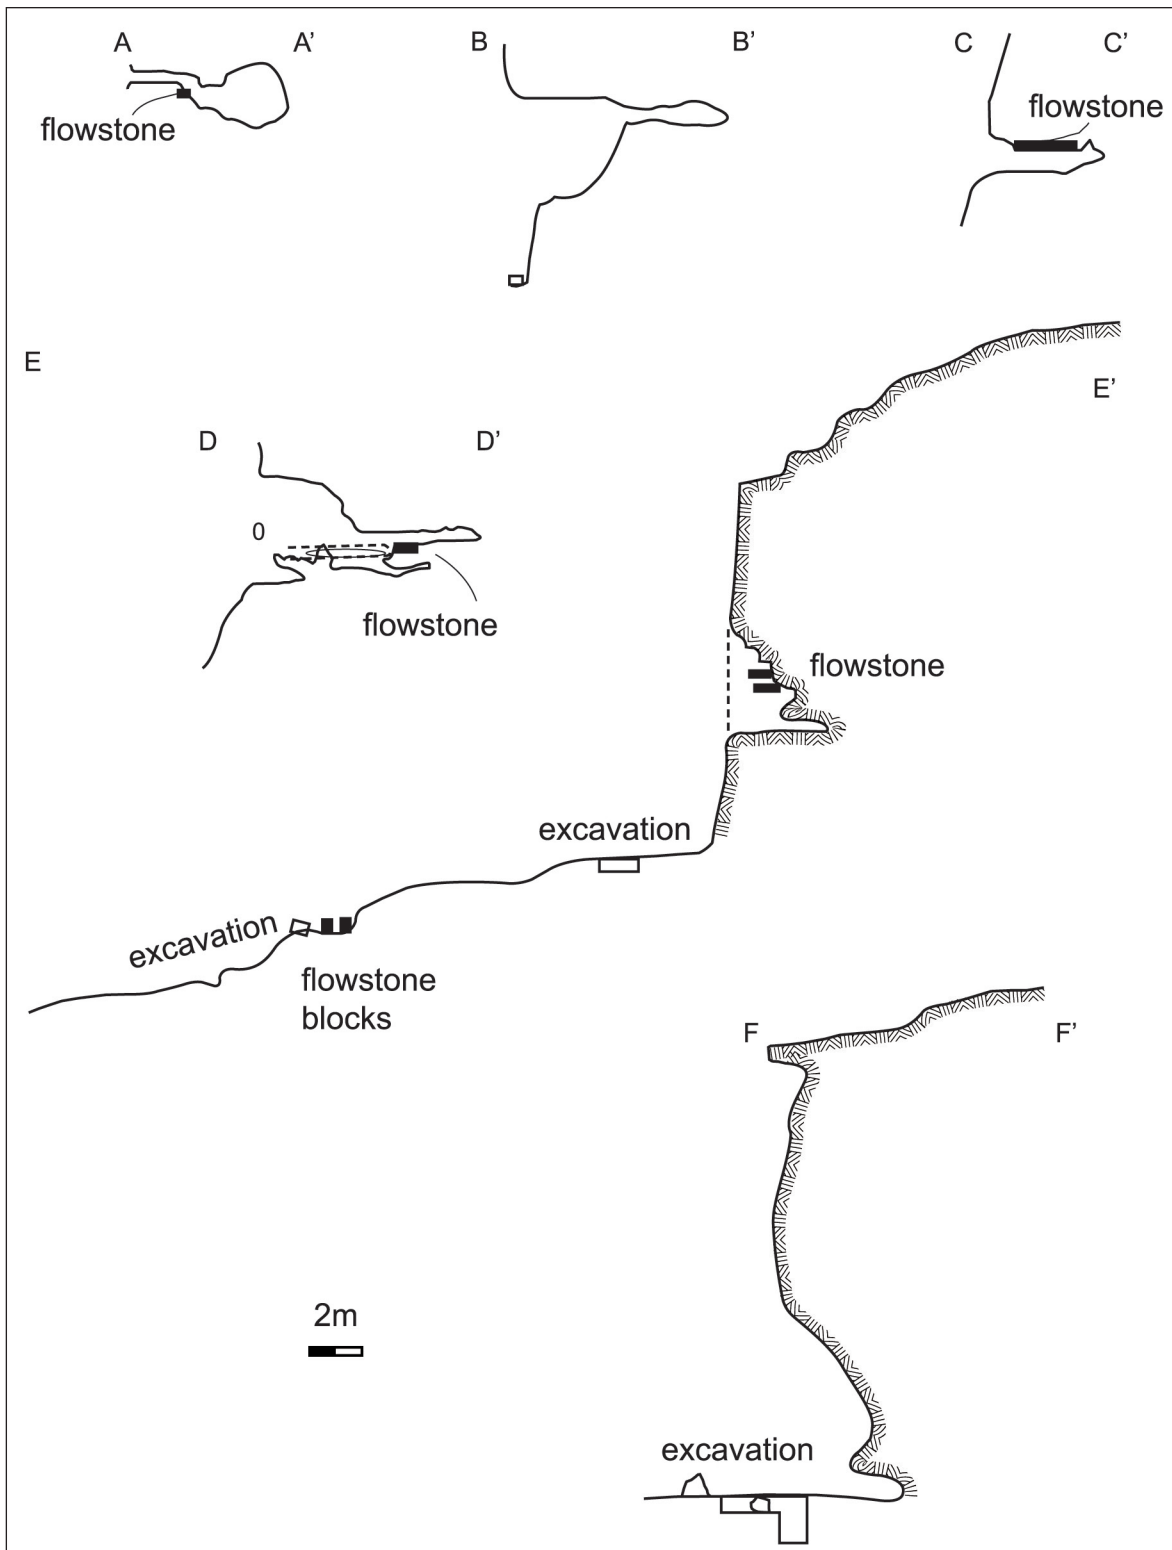 A A’ B B’ C C’
flowstone
flowstone
E
E’
D D’
0
flowstone
flowstone
excavation
excavation
flowstone
blocks
F F’
2m
excavation